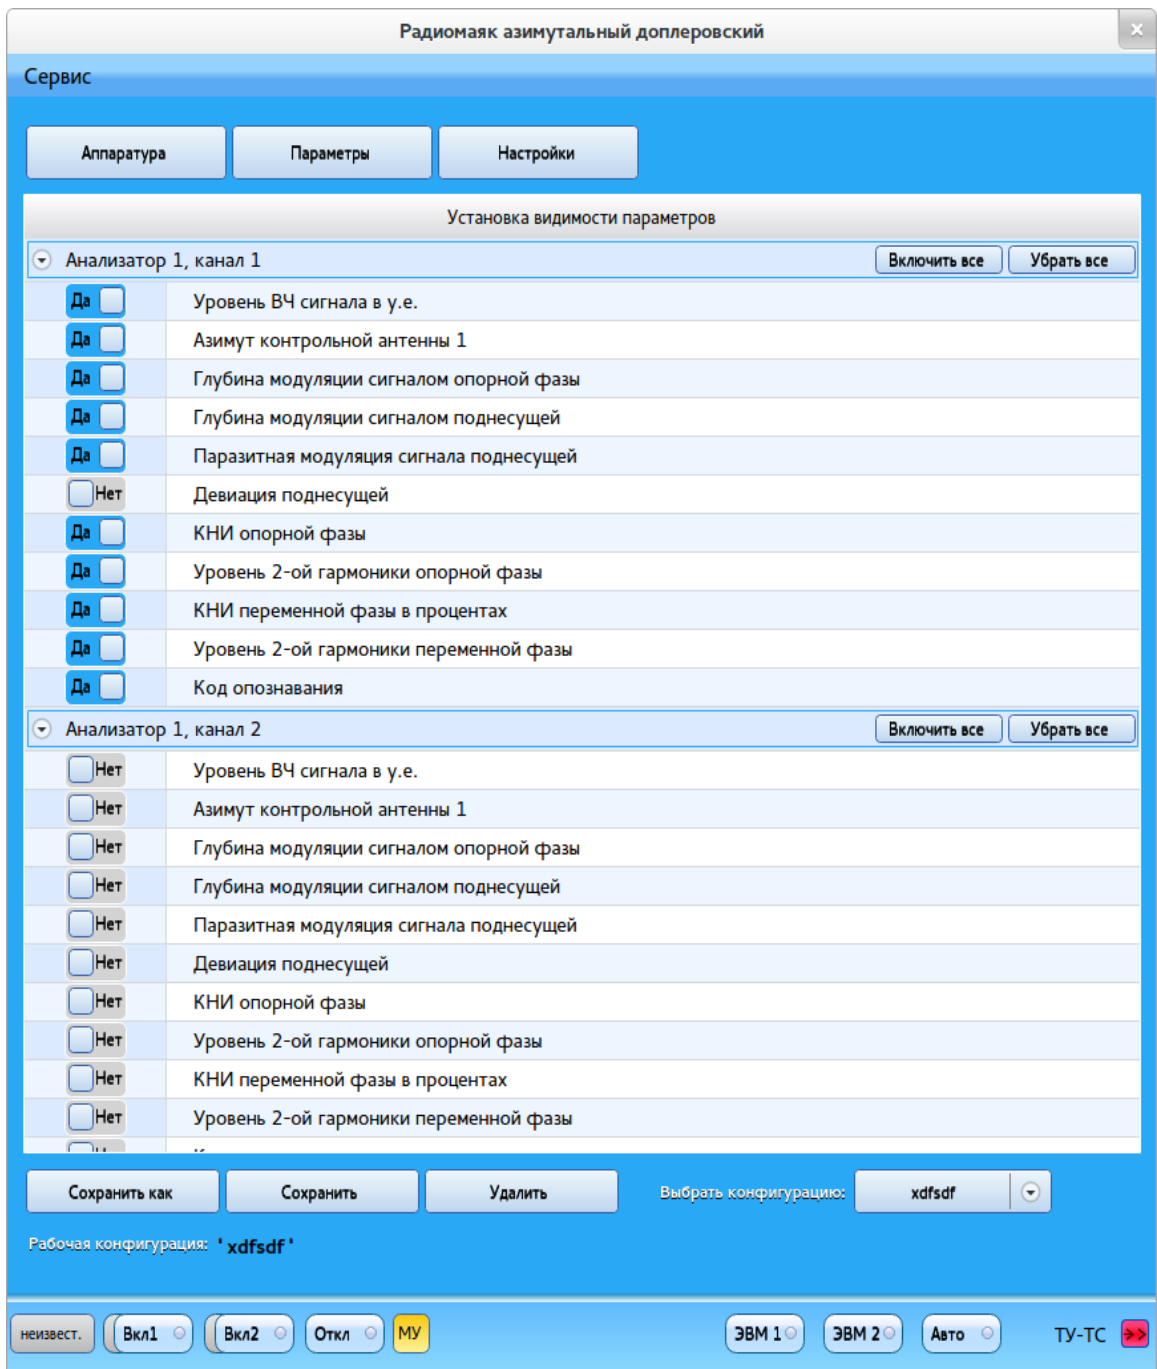 Радиомаяк азимутальный доплеровский
Сервис
Аппаратура Параметры Настройки
Установка видимости параметров
Анализатор 1, канал 1 Включить все Убрать все
Да Уровень ВЧ сигнала в у.е.
Да Азимут контрольной антенны 1
Да Глубина модуляции сигналом опорной фазы
Да Глубина модуляции сигналом поднесущей
Да Паразитная модуляция сигнала поднесущей
Нет Девиация поднесущей
Да КНИ опорной фазы
Да Уровень 2-ой гармоники опорной фазы
Да КНИ переменной фазы в процентах
Да Уровень 2-ой гармоники переменной фазы
Да Код опознавания
Анализатор 1, канал 2 Включить все Убрать все
Нет Уровень ВЧ сигнала в у.е.
Нет Азимут контрольной антенны 1
Нет Глубина модуляции сигналом опорной фазы
Нет Глубина модуляции сигналом поднесущей
Нет Паразитная модуляция сигнала поднесущей
Нет Девиация поднесущей
Нет КНИ опорной фазы
Нет Уровень 2-ой гармоники опорной фазы
Нет КНИ переменной фазы в процентах
Нет Уровень 2-ой гармоники переменной фазы
Сохранить как Сохранить Удалить Выбрать конфигурацию: xdfsdf
Рабочая конфигурация: 'xdfsdf'
неизвест. Вкл1 Вкл2 Откл МУ ЭВМ 1 ЭВМ 2 Авто ТУ-ТС >>